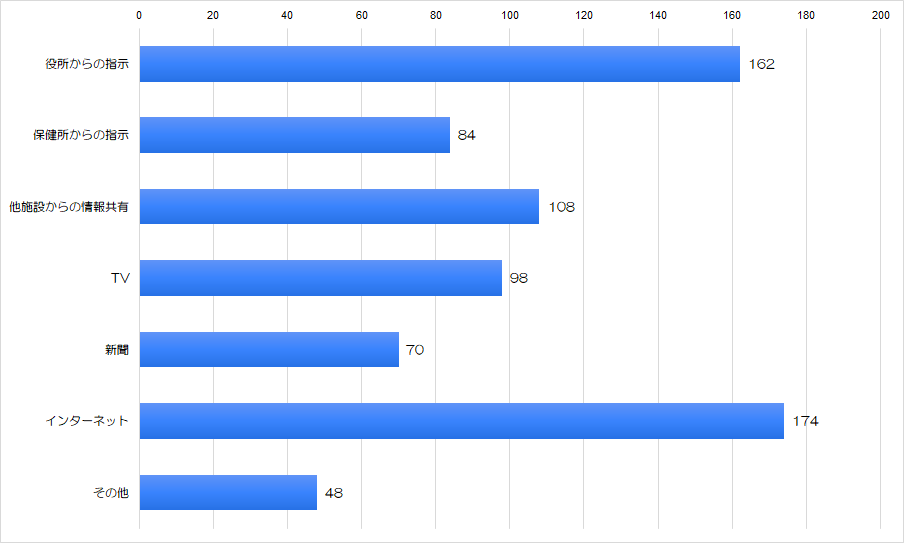 0 20 40 60 80 100 120 140 160 180 200
役所からの指示 162
保健所からの指示 84
他施設からの情報共有 108
TV 98
新聞 70
インターネット 174
その他 48